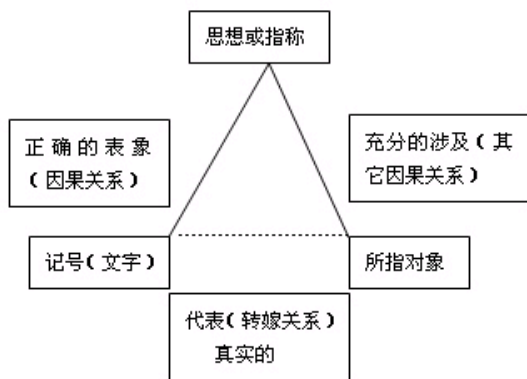 思想或指称
正确的表象
（因果关系）
充分的涉及（其
它因果关系）
记号（文字）
所指对象
代表（转嫁关系）
真实的